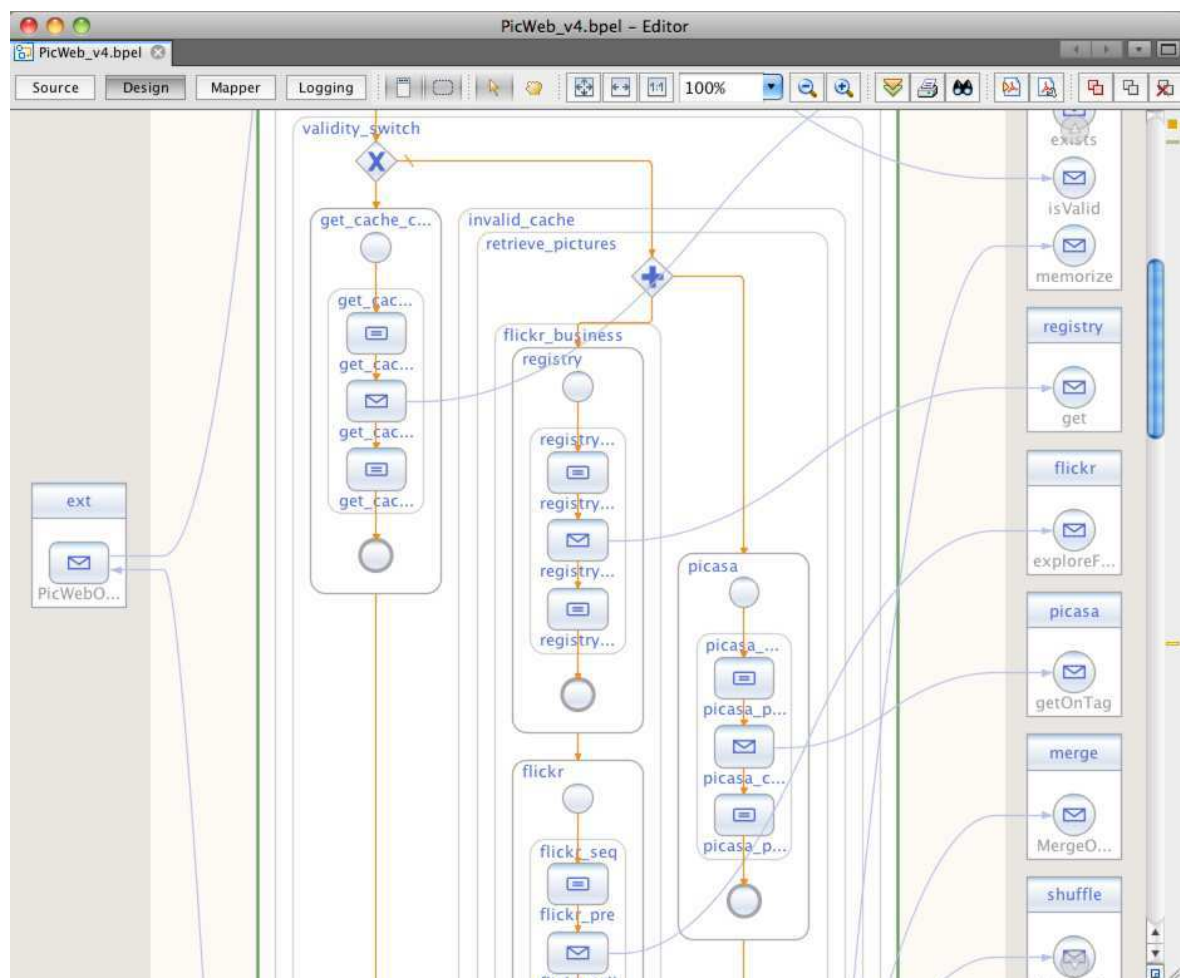 PicWeb_v4.bpel – Editor
PicWeb_v4.bpel
Source Design Mapper Logging 1:1 100%
validity_switch
get_cache_c...
get_cac...
get_cac...
get_cac...
get_cac...
invalid_cache
retrieve_pictures
flickr_business
registry
registry...
registry...
registry...
registry...
flickr
flickr_seq
flickr_pre
picasa
picasa_...
picasa_p...
picasa_c...
picasa_p...
ext
PicWebO...
exists
isValid
memorize
registry
get
flickr
exploreF...
picasa
getOnTag
merge
MergeO...
shuffle